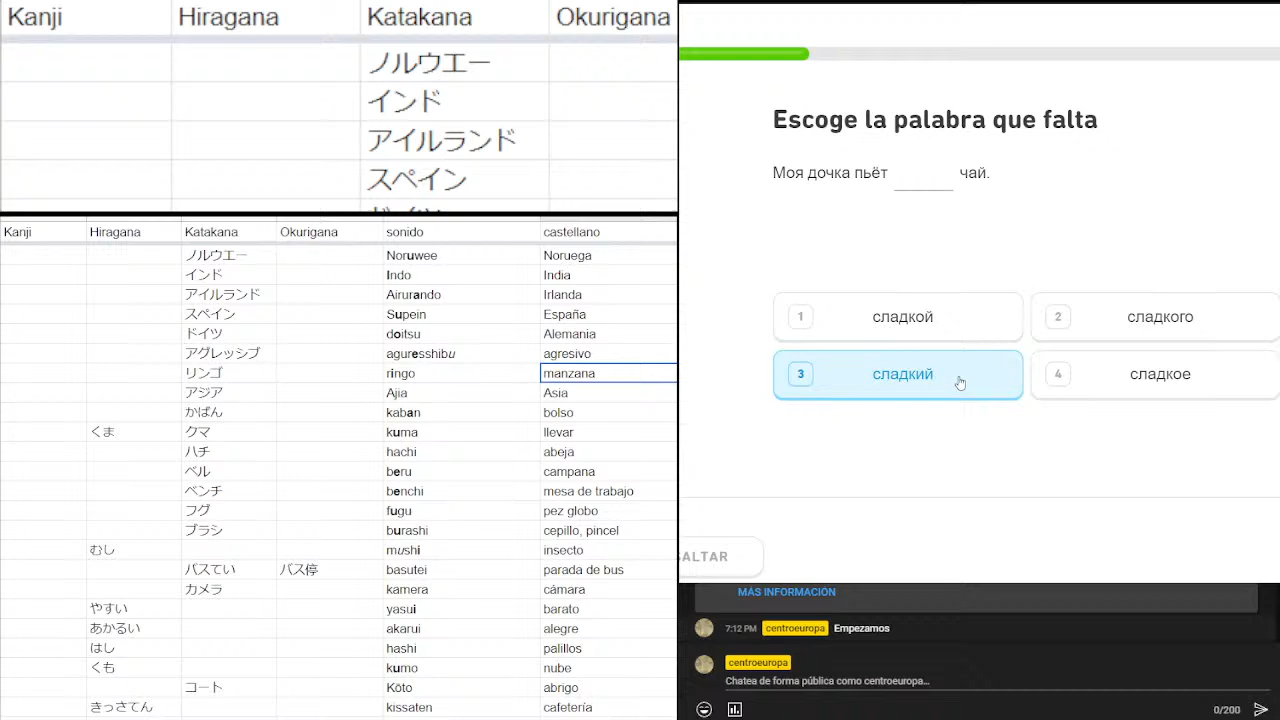 Kanji Hiragana Katakana Okurigana
ノルウエー
インド
アイルランド
スペイン
ドイツ
Kanji Hiragana Katakana Okurigana sonido castellano
ノルウエー Noruwee Noruega
インド Indo India
アイルランド Airurando Irlanda
スペイン Supein España
ドイツ doitsu Alemania
アグレッシブ aguresshibu agresivo
リンゴ ringo manzana
アジア Ajia Asia
かばん kaban bolso
くま クマ kuma llevar
ハチ hachi abeja
ベル beru campana
ベンチ benchi mesa de trabajo
フグ fugu pez globo
ブラシ burashi cepillo, pincel
むし mushi insecto
バスてい バス停 basutei parada de bus
カメラ kamera cámara
やすい yasui barato
あかるい akarui alegre
はし hashi palillos
くも kumo nube
コート Kōto abrigo
きっさてん kissaten cafetería
Escoge la palabra que falta
Моя дочка пьёт ______ чай.
1 сладкой
2 сладкого
3 сладкий
4 сладкое
SALTAR
MÁS INFORMACIÓN
7:12 PM centroeuropa Empezamos
centroeuropa
Chatea de forma pública como centroeuropa...
0/200